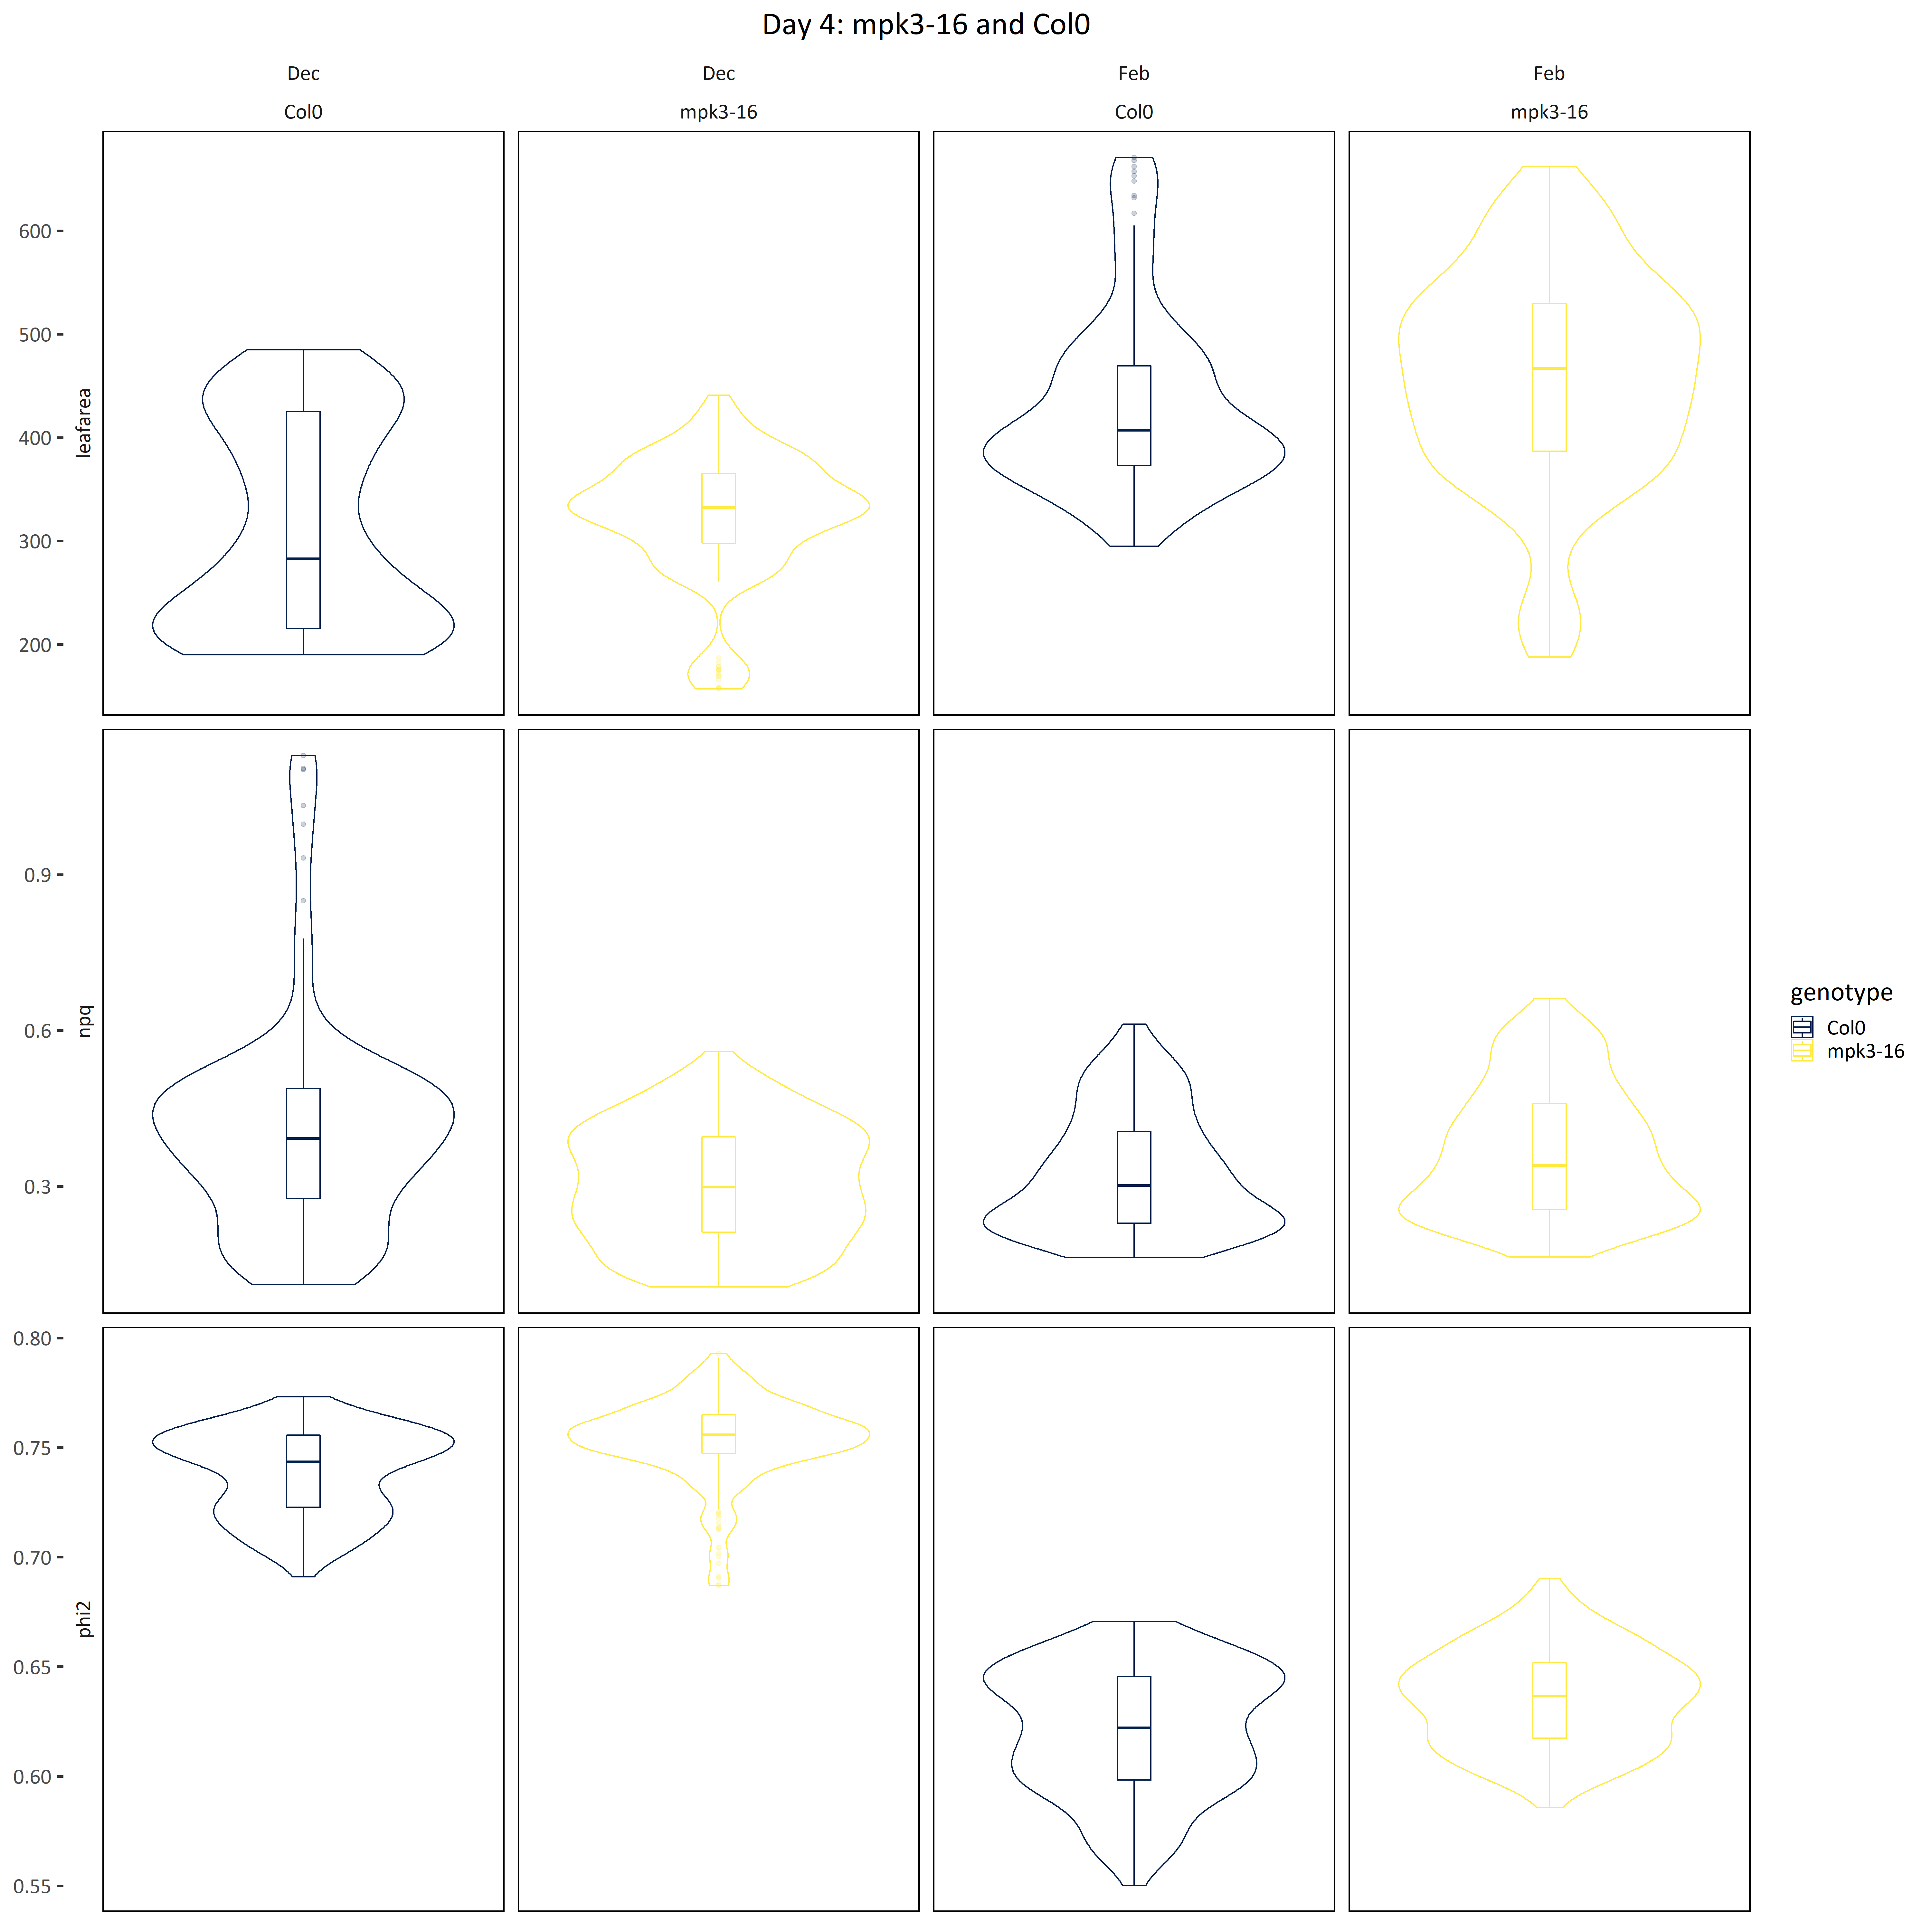 Day 4: mpk3-16 and Col0
Dec Dec Feb Feb
Col0 mpk3-16 Col0 mpk3-16
leafarea
600
500
400
300
200
npq
0.9
0.6
0.3
phi2
0.80
0.75
0.70
0.65
0.60
0.55
genotype
Col0
mpk3-16